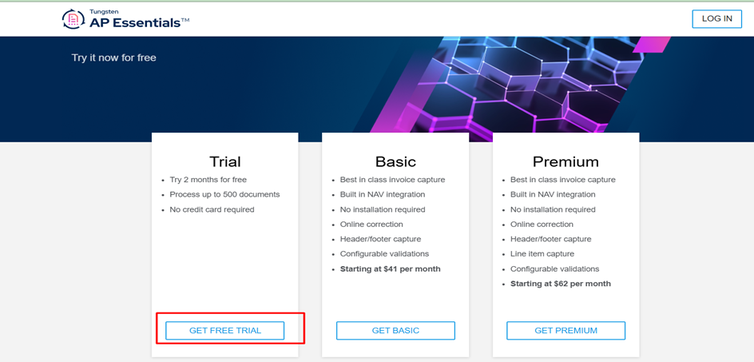 Tungsten
AP Essentials™
LOG IN
Try it now for free
Trial
• Try 2 months for free
• Process up to 500 documents
• No credit card required
GET FREE TRIAL
Basic
• Best in class invoice capture
• Built in NAV integration
• No installation required
• Online correction
• Header/footer capture
• Configurable validations
• Starting at $41 per month
GET BASIC
Premium
• Best in class invoice capture
• Built in NAV integration
• No installation required
• Online correction
• Header/footer capture
• Line item capture
• Configurable validations
• Starting at $62 per month
GET PREMIUM